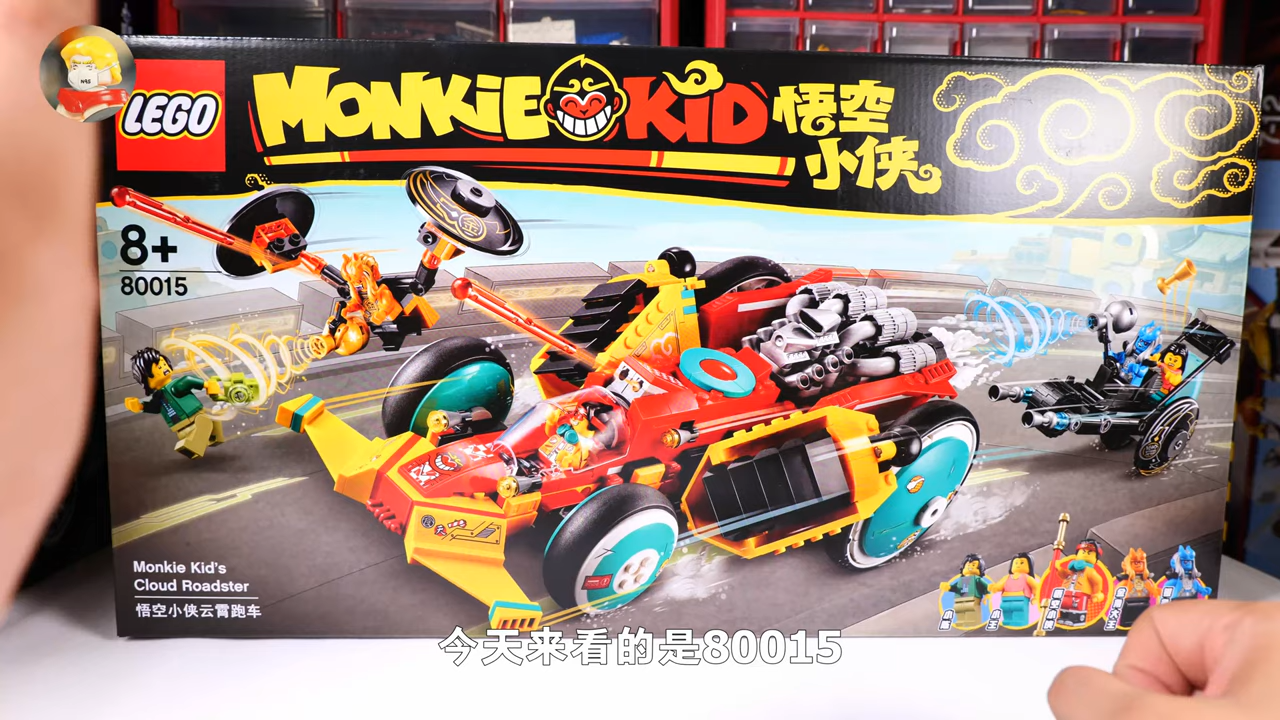 LEGO
MONKIE KID
悟空
小侠
8+
80015
金
Monkie Kid's
Cloud Roadster
悟空小侠云霄跑车
今天来看的是80015